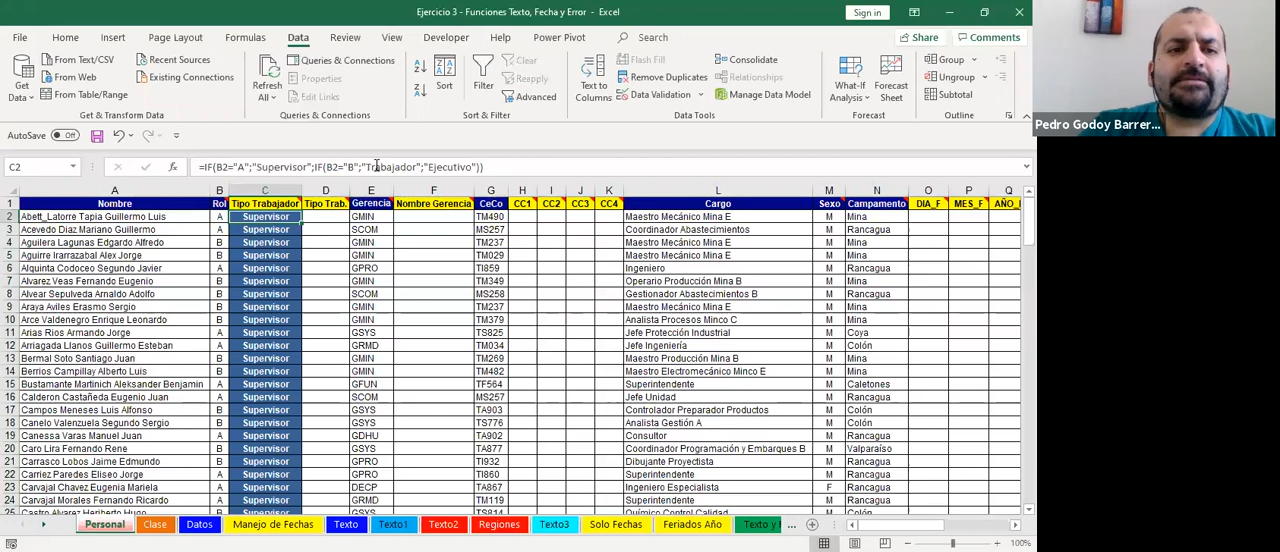 Ejercicio 3 - Funciones Texto, Fecha y Error - Excel
Sign in
File Home Insert Page Layout Formulas Data Review View Developer Help Power Pivot Search Share Comments
Get Data
From Text/CSV
From Web
From Table/Range
Recent Sources
Existing Connections
Get & Transform Data
Refresh All
Queries & Connections
Properties
Edit Links
Queries & Connections
Sort
Filter
Clear
Reapply
Advanced
Sort & Filter
Text to Columns
Flash Fill
Remove Duplicates
Data Validation
Consolidate
Relationships
Manage Data Model
Data Tools
What-If Analysis
Forecast Sheet
Forecast
Group
Ungroup
Subtotal
Outline
Pedro Godoy Barrer...
AutoSave Off
C2 =IF(B2="A";"Supervisor";IF(B2="B";"Trabajador";"Ejecutivo"))
A B C D E F G H I J K L M N O P Q
1 Nombre Rol Tipo Trabajador Tipo Trab. Gerencia Nombre Gerencia CeCo CC1 CC2 CC3 CC4 Cargo Sexo Campamento DIA_F MES_F
2 Abett_Latorre Tapia Guillermo Luis A Supervisor GMIN TM490 Maestro Mecánico Mina E M Mina
3 Acevedo Diaz Mariano Guillermo A Supervisor SCOM MS257 Coordinador Abastecimientos M Rancagua
4 Aguilera Lagunas Edgardo Alfredo B Supervisor GMIN TM237 Maestro Mecánico Mina E M Mina
5 Aguirre Irarrazabal Alex Jorge B Supervisor GMIN TM029 Maestro Mecánico Mina E M Mina
6 Alquinta Codoceo Segundo Javier A Supervisor GPRO TI859 Ingeniero M Rancagua
7 Alvarez Veas Fernando Eugenio B Supervisor GMIN TM349 Operario Producción Mina B M Mina
8 Alvear Sepulveda Arnaldo Adolfo B Supervisor SCOM MS258 Gestionador Abastecimientos B M Rancagua
9 Araya Aviles Erasmo Sergio B Supervisor GMIN TM237 Maestro Mecánico Mina E M Mina
10 Arce Valdenegro Enrique Leonardo B Supervisor GMIN TM379 Analista Procesos Minco C M Mina
11 Arias Rios Armando Jorge A Supervisor GSYS TS825 Jefe Protección Industrial M Coya
12 Arriagada Llanos Guillermo Esteban A Supervisor GRMD TM034 Jefe Ingeniería M Colón
13 Bermal Soto Santiago Juan B Supervisor GMIN TM269 Maestro Producción Mina B M Mina
14 Berrios Campillay Alberto Luis B Supervisor GMIN TM482 Maestro Electromecánico Minco E M Mina
15 Bustamante Martinich Aleksander Benjamin A Supervisor GFUN TF564 Superintendente M Caletones
16 Calderon Castañeda Eugenio Juan A Supervisor SCOM MS257 Jefe Unidad M Rancagua
17 Campos Meneses Luis Alfonso B Supervisor GSYS TA903 Controlador Preparador Productos M Colón
18 Canelo Valenzuela Segundo Sergio B Supervisor GSYS TS776 Analista Gestión A M Colón
19 Canessa Varas Manuel Juan A Supervisor GDHU TA902 Consultor M Rancagua
20 Caro Lira Fernando Rene B Supervisor GSYS TA877 Coordinador Programación y Embarques B M Valparaíso
21 Carrasco Lobos Jaime Edmundo B Supervisor GPRO TI932 Dibujante Proyectista M Rancagua
22 Carriez Paredes Eliseo Jorge A Supervisor GPRO TI860 Superintendente M Rancagua
23 Carvajal Chavez Eugenia Mariela A Supervisor DECP TA867 Ingeniero Especialista F Rancagua
24 Carvajal Morales Fernando Ricardo A Supervisor GRMD TM119 Superintendente M Colón
Castro Alvarez Heriberto Hugo A Supervisor GSYS TS814 Químico Control Calidad M Colón
Personal Clase Datos Manejo de Fechas Texto Texto1 Texto2 Regiones Texto3 Solo Fechas Feriados Año ...
100%